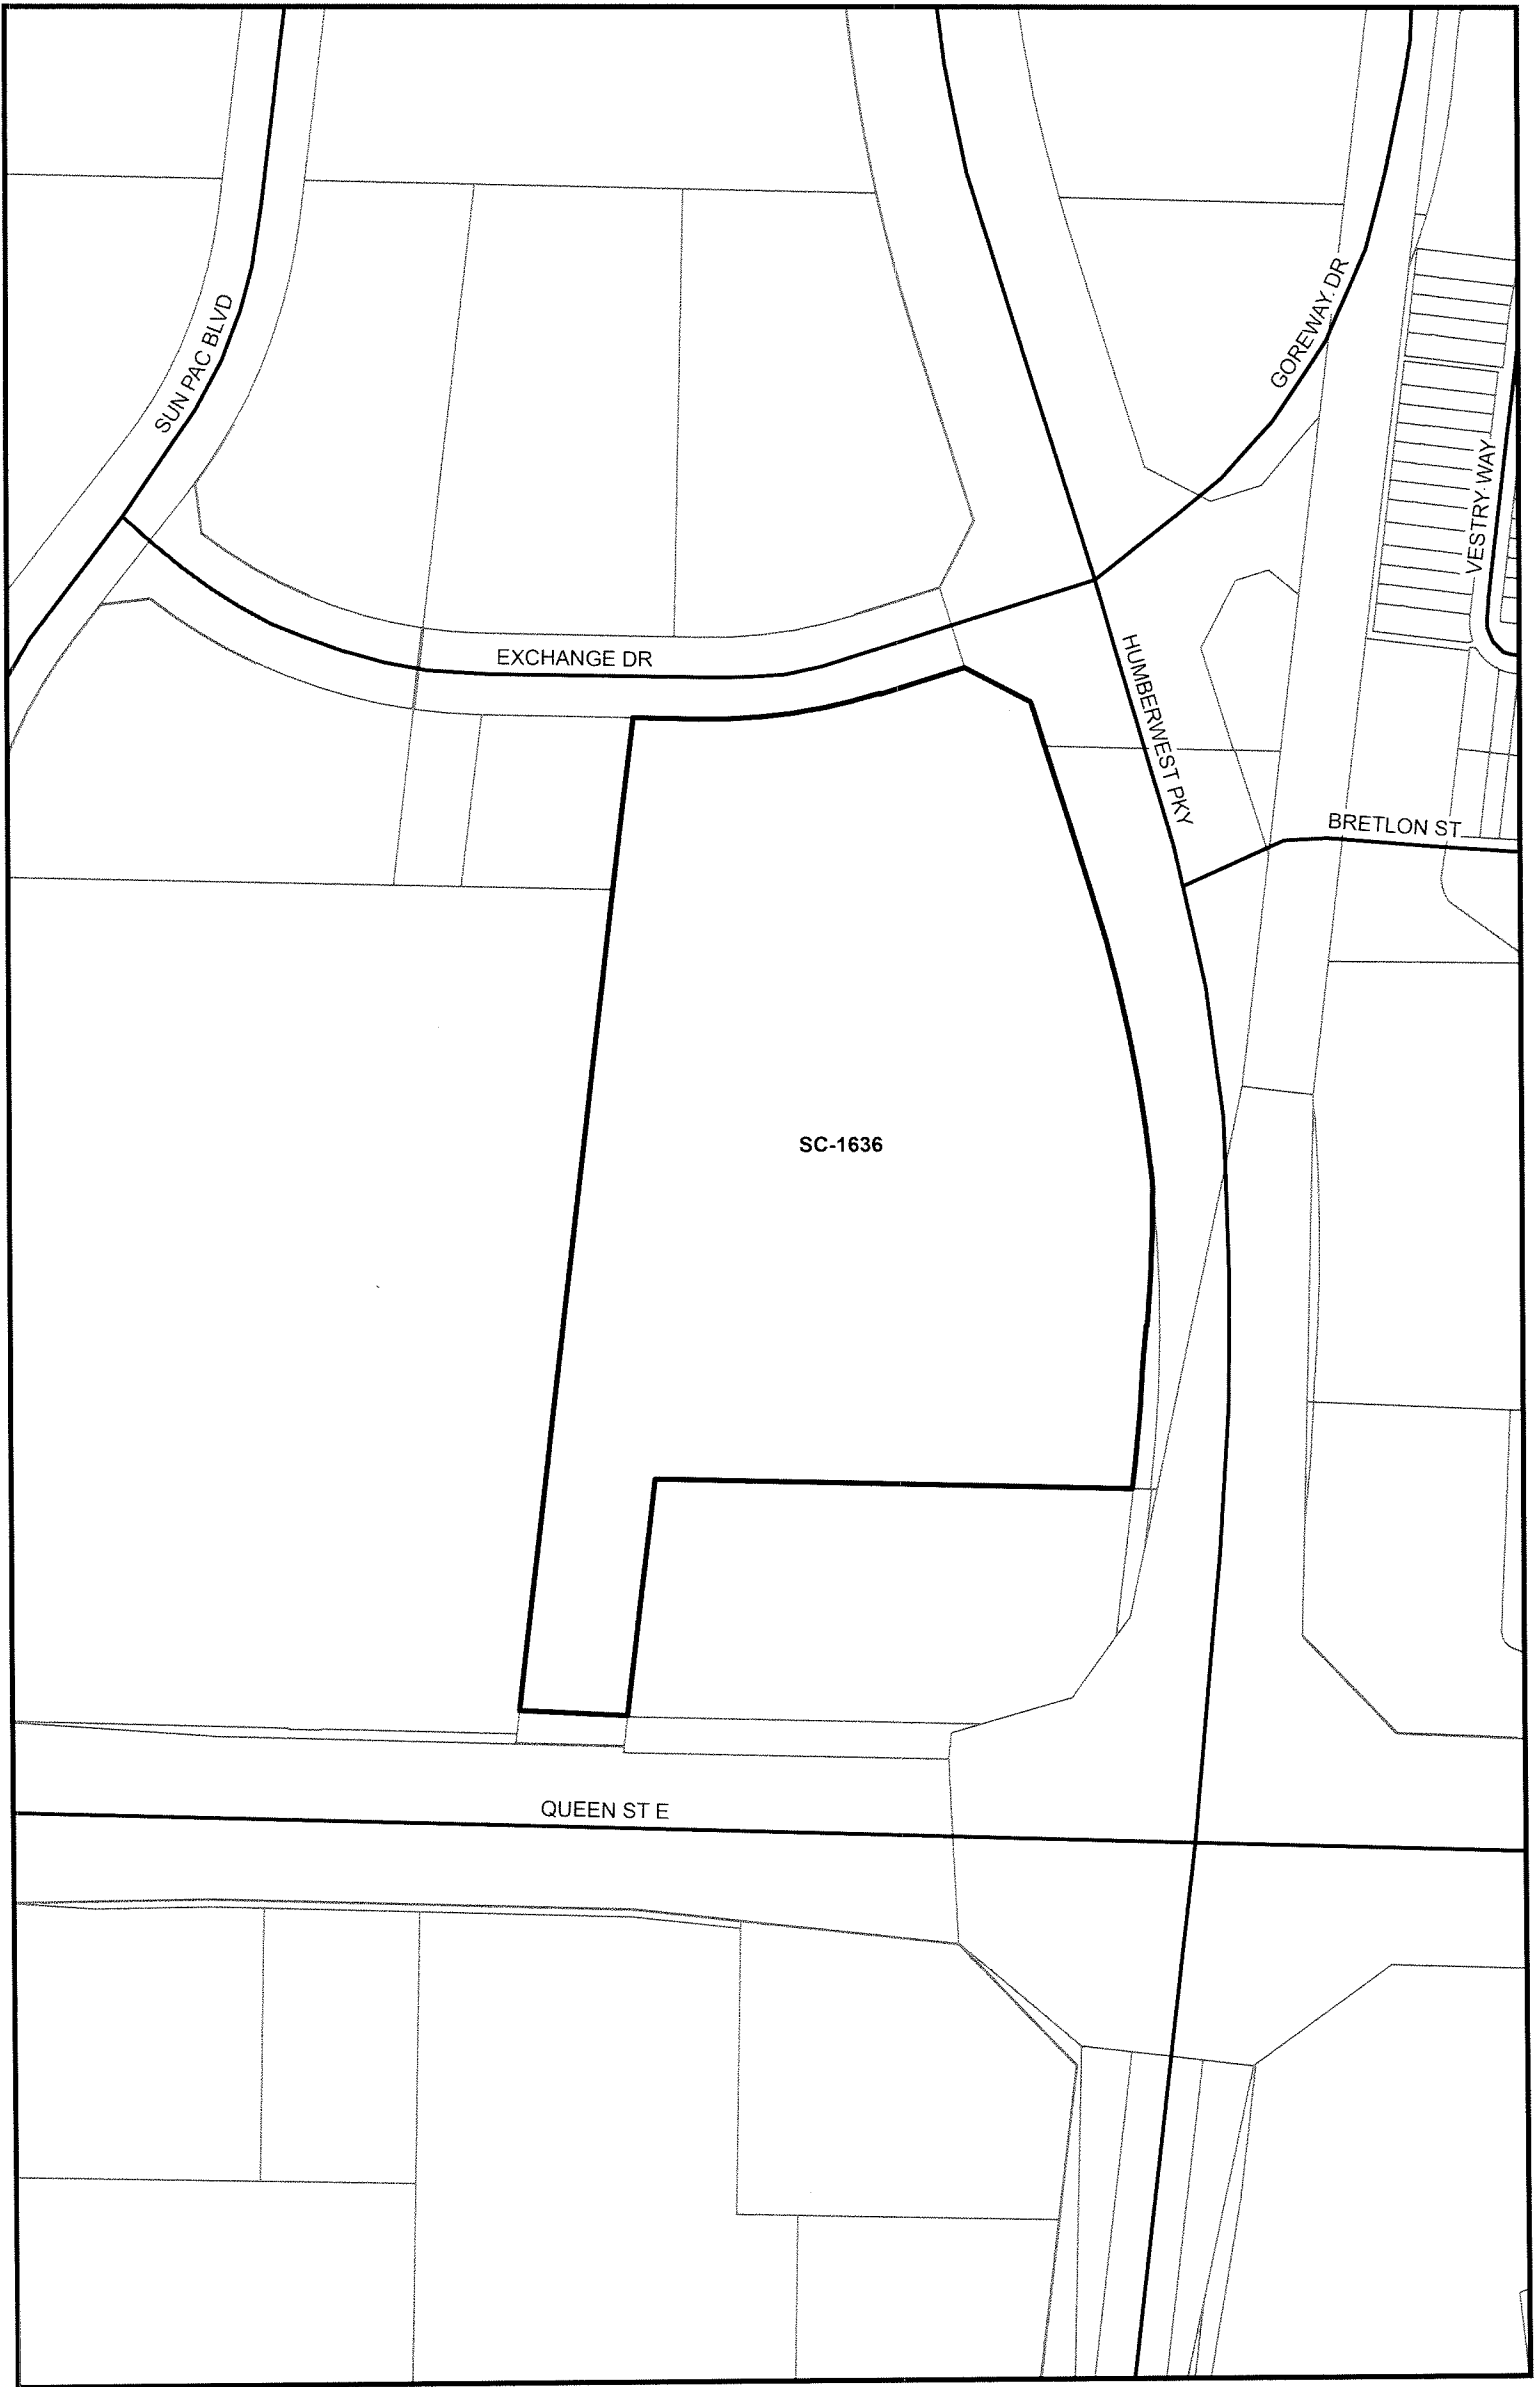 SUN PAC BLVD
GOREWAY DR
VESTRY WAY
EXCHANGE DR
HUMBERWEST PKY
BRETLON ST
SC-1636
QUEEN ST E